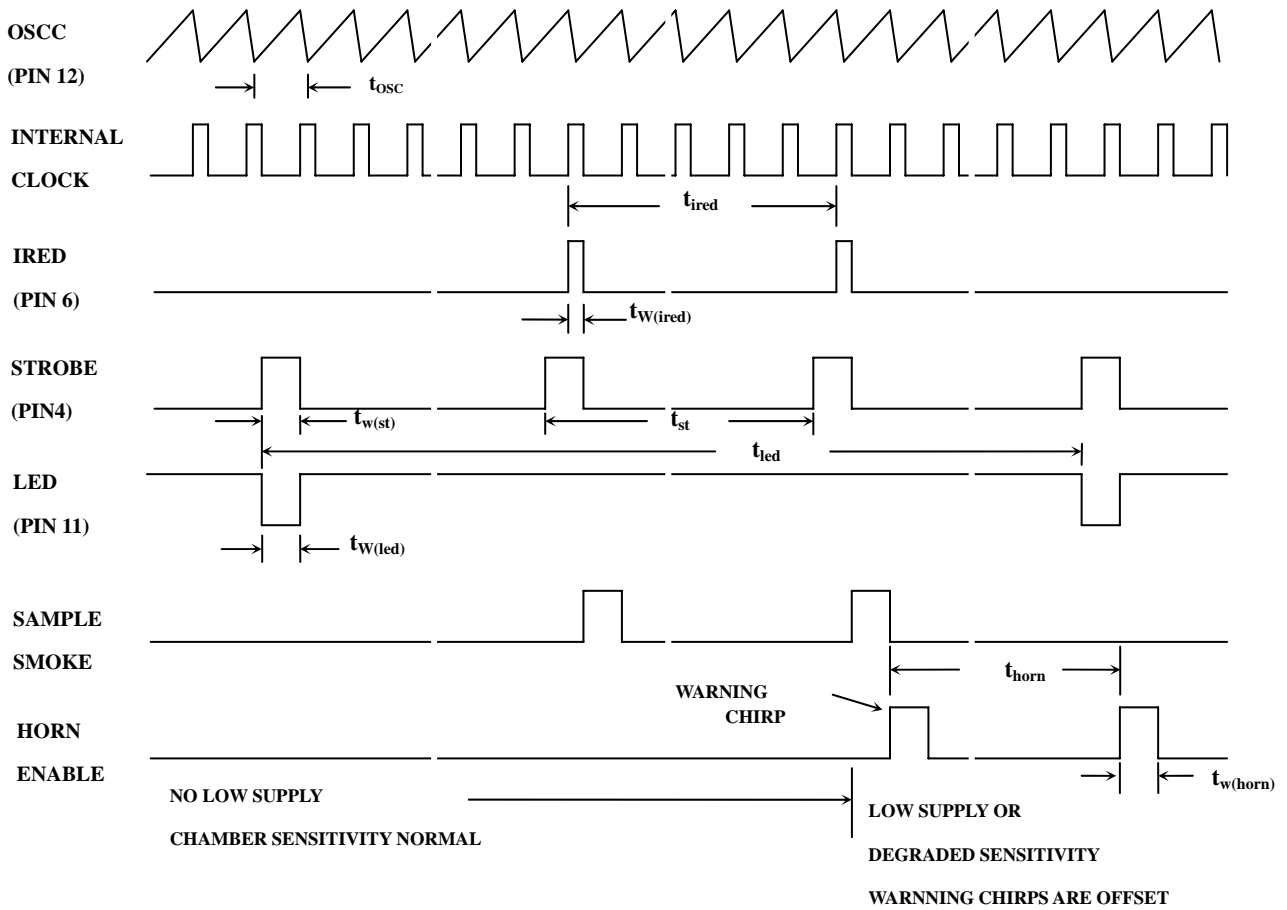 OSCC
(PIN 12)
tOSC
INTERNAL
CLOCK
tired
IRED
(PIN 6)
tW(ired)
STROBE
(PIN4)
tw(st)
tst
tled
LED
(PIN 11)
tW(led)
SAMPLE
SMOKE
thorn
WARNING
CHIRP
HORN
ENABLE
tw(horn)
NO LOW SUPPLY
CHAMBER SENSITIVITY NORMAL
LOW SUPPLY OR
DEGRADED SENSITIVITY
WARNNING CHIRPS ARE OFFSET